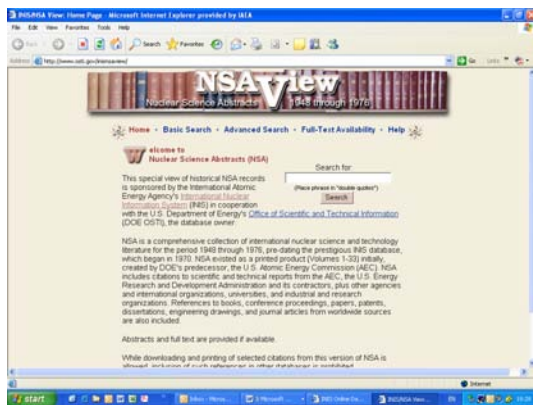 INIS/NSA View: Home Page - Microsoft Internet Explorer provided by IAEA
File Edit View Favorites Tools Help
Search Favorites
Address http://www.osti.gov/inisnsaview/ Go Links
NSAView
Nuclear Science Abstracts 1948 through 1976
Home • Basic Search • Advanced Search • Full-Text Availability • Help
Welcome to
Nuclear Science Abstracts (NSA)
Search for:
(Place phrase in "double quotes")
Search
This special view of historical NSA records
is sponsored by the International Atomic
Energy Agency's International Nuclear
Information System (INIS) in cooperation
with the U.S. Department of Energy's Office of Scientific and Technical Information
(DOE OSTI), the database owner.
NSA is a comprehensive collection of international nuclear science and technology
literature for the period 1948 through 1976, pre-dating the prestigious INIS database,
which began in 1970. NSA existed as a printed product (Volumes 1-33) initially,
created by DOE's predecessor, the U.S. Atomic Energy Commission (AEC). NSA
includes citations to scientific and technical reports from the AEC, the U.S. Energy
Research and Development Administration and its contractors, plus other agencies
and international organizations, universities, and industrial and research
organizations. References to books, conference proceedings, papers, patents,
dissertations, engineering drawings, and journal articles from worldwide sources
are also included.
Abstracts and full text are provided if available.
While downloading and printing of selected citations from this version of NSA is
allowed, inclusion of such references in other databases is prohibited.
Internet
start